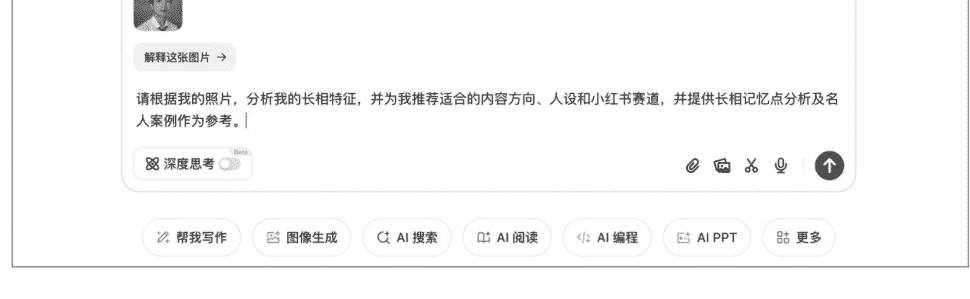 解释这张图片 →
请根据我的照片，分析我的长相特征，并为我推荐适合的内容方向、人设和小红书赛道，并提供长相记忆点分析及名
人案例作为参考。
深度思考 Beta
帮我写作 图像生成 AI 搜索 AI 阅读 AI 编程 AI PPT 更多